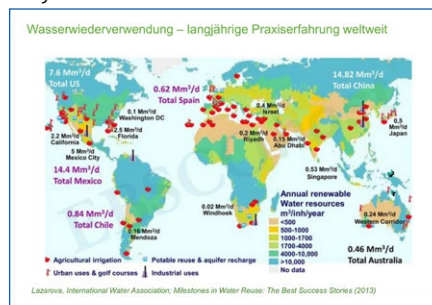 Wasserwiederverwendung – langjährige Praxiserfahrung weltweit
7.6 Mm³/d
Total US
0.62 Mm³/d
Total Spain
14.82 Mm³/d
Total China
0.1 Mm³/d
Washington DC
2.5 Mm³/d
Florida
2.2 Mm³/d
California
5 Mm³/d
Mexico City
14.4 Mm³/d
Total Mexico
0.84 Mm³/d
Total Chile
0.16 Mm³/d
Mendoza
0.4 Mm³/d
Israel
0.2 Mm³/d
Riyadh
0.15 Mm³/d
Abu Dhabi
0.5
Mm³/d
Japan
0.53 Mm³/d
Singapore
0.02 Mm³/d
Windhoek
0.24 Mm³/d
Western Corridor
0.46 Mm³/d
Total Australia
Annual renewable
Water resources
m³/inh/year
<500
500-1000
1000-1700
1700-4000
4000-10,000
>10,000
No data
Agricultural irrigation
Potable reuse & aquifer recharge
Urban uses & golf courses
Industrial uses
Lazarova, International Water Association; Milestones in Water Reuse: The Best Success Stories (2013)